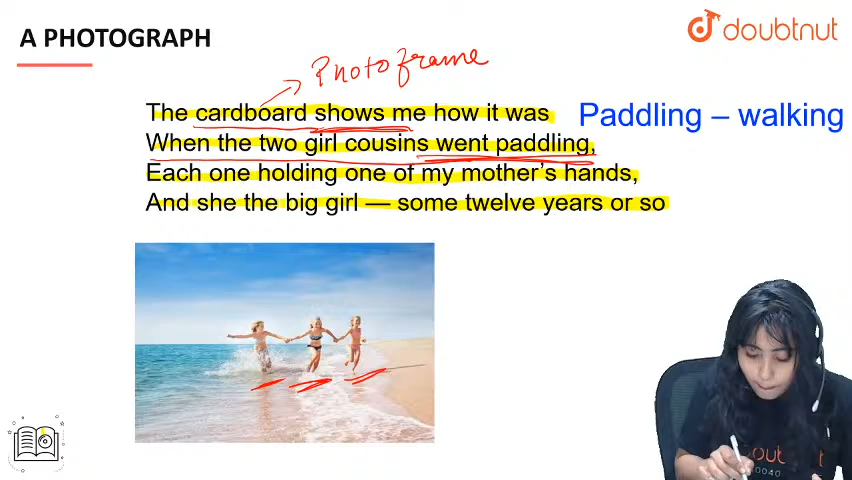 A PHOTOGRAPH
doubtnut
Photoframe
The cardboard shows me how it was
Paddling – walking
When the two girl cousins went paddling,
Each one holding one of my mother's hands,
And she the big girl — some twelve years or so
doubtnut